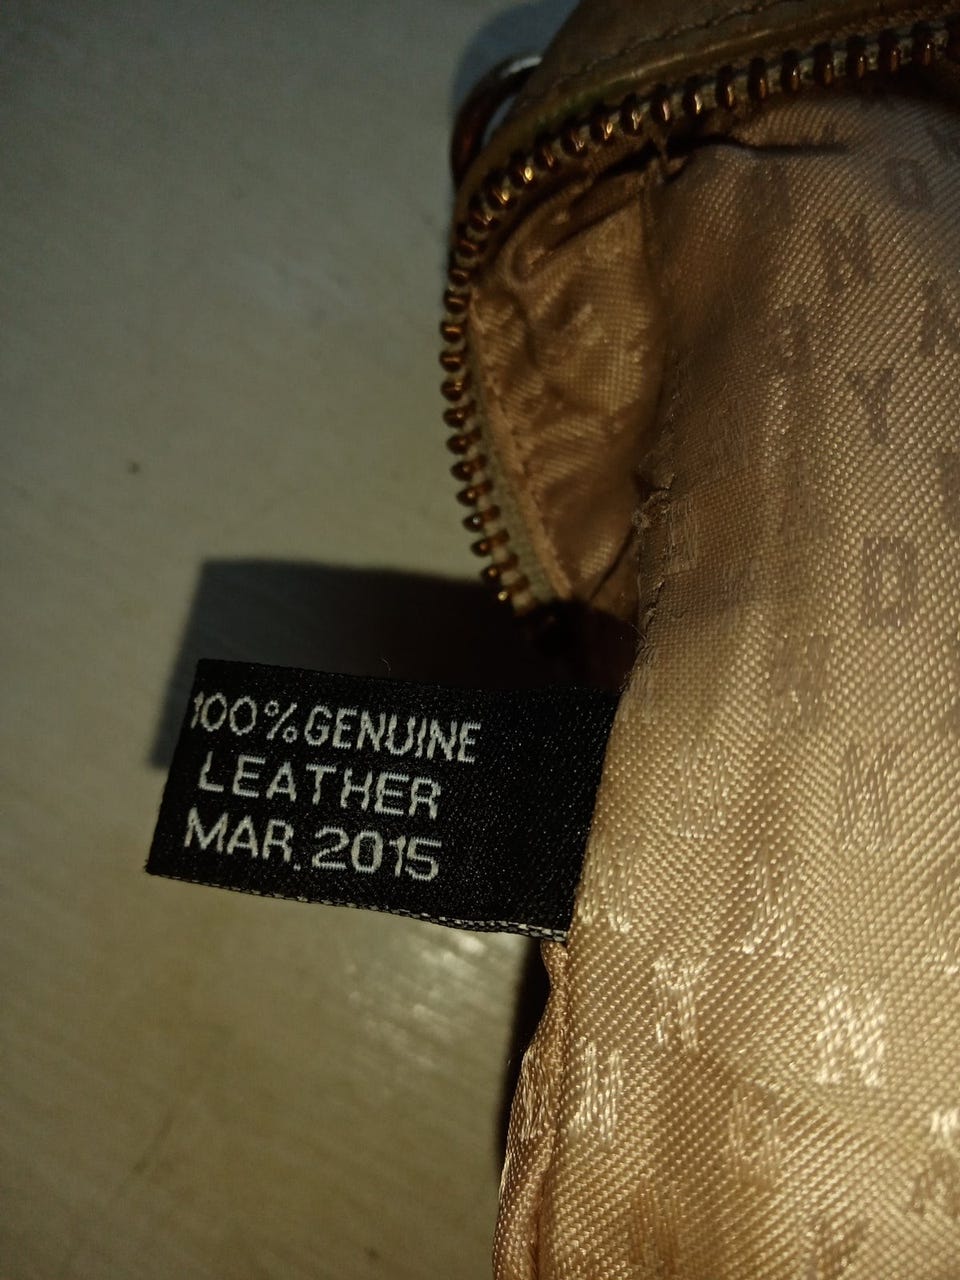 100% GENUINE
LEATHER
MAR. 2015